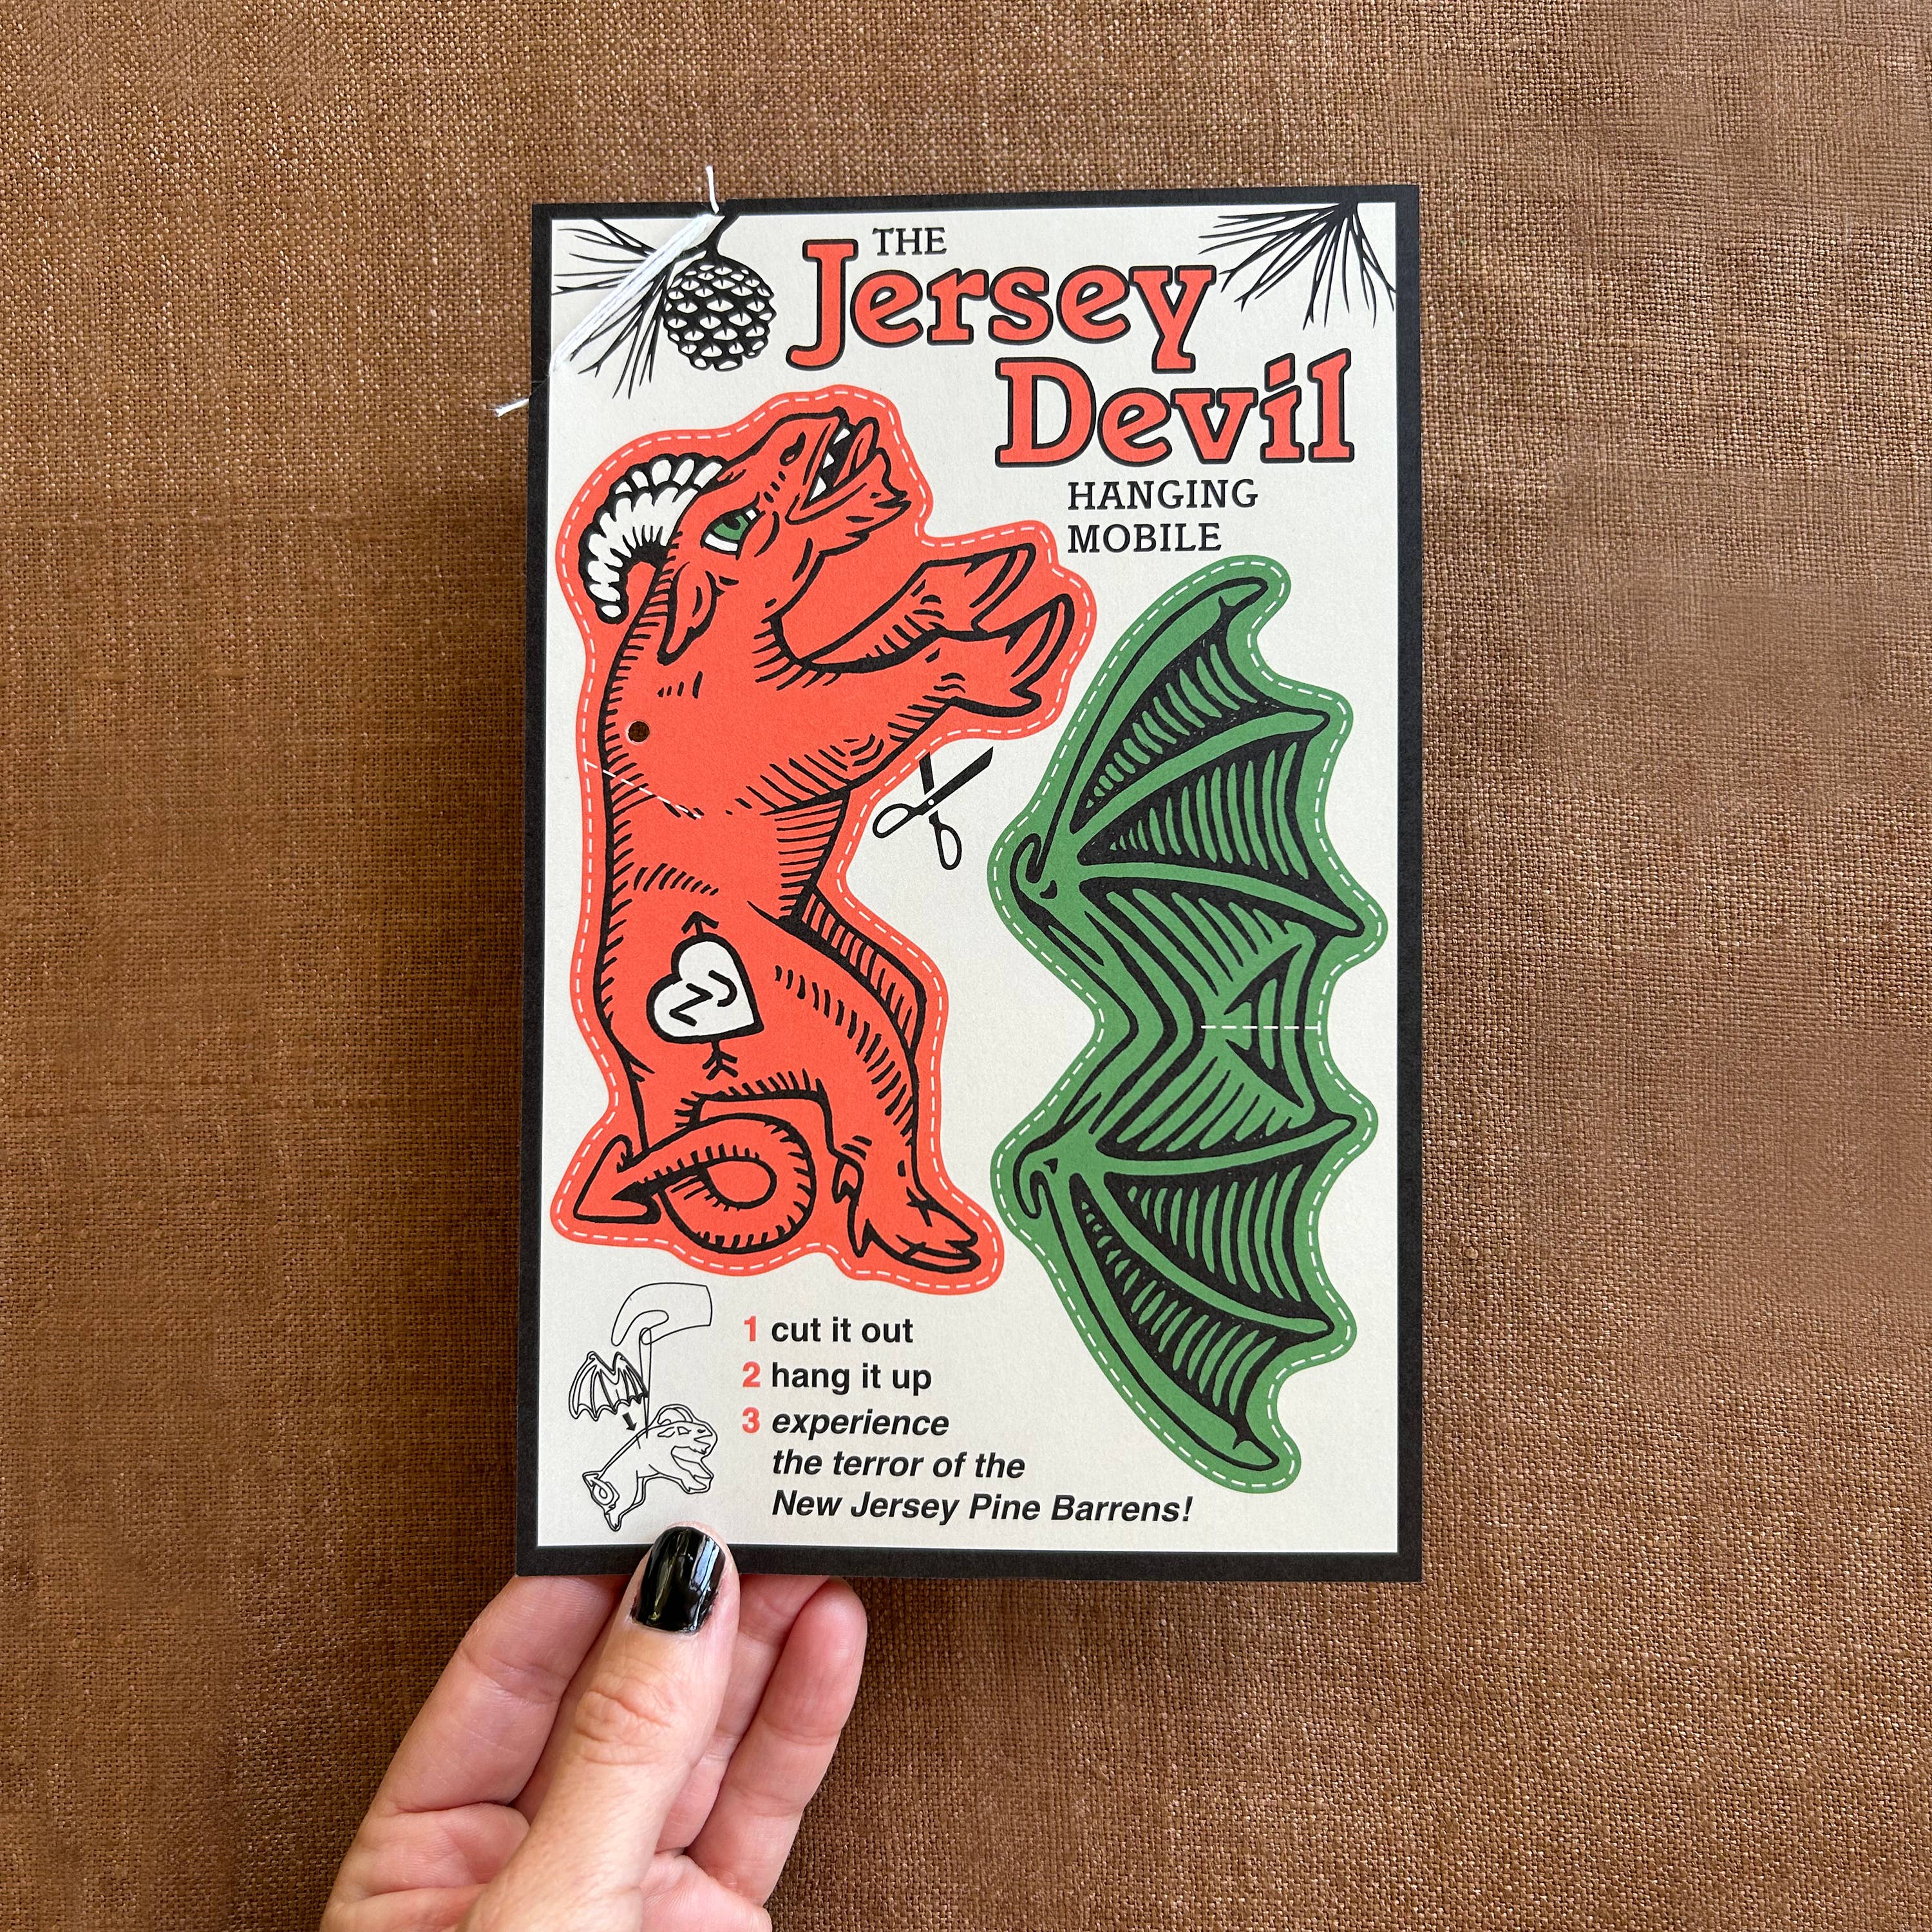 THE
Jersey
Devil
HANGING
MOBILE
NJ
1 cut it out
2 hang it up
3 experience
the terror of the
New Jersey Pine Barrens!